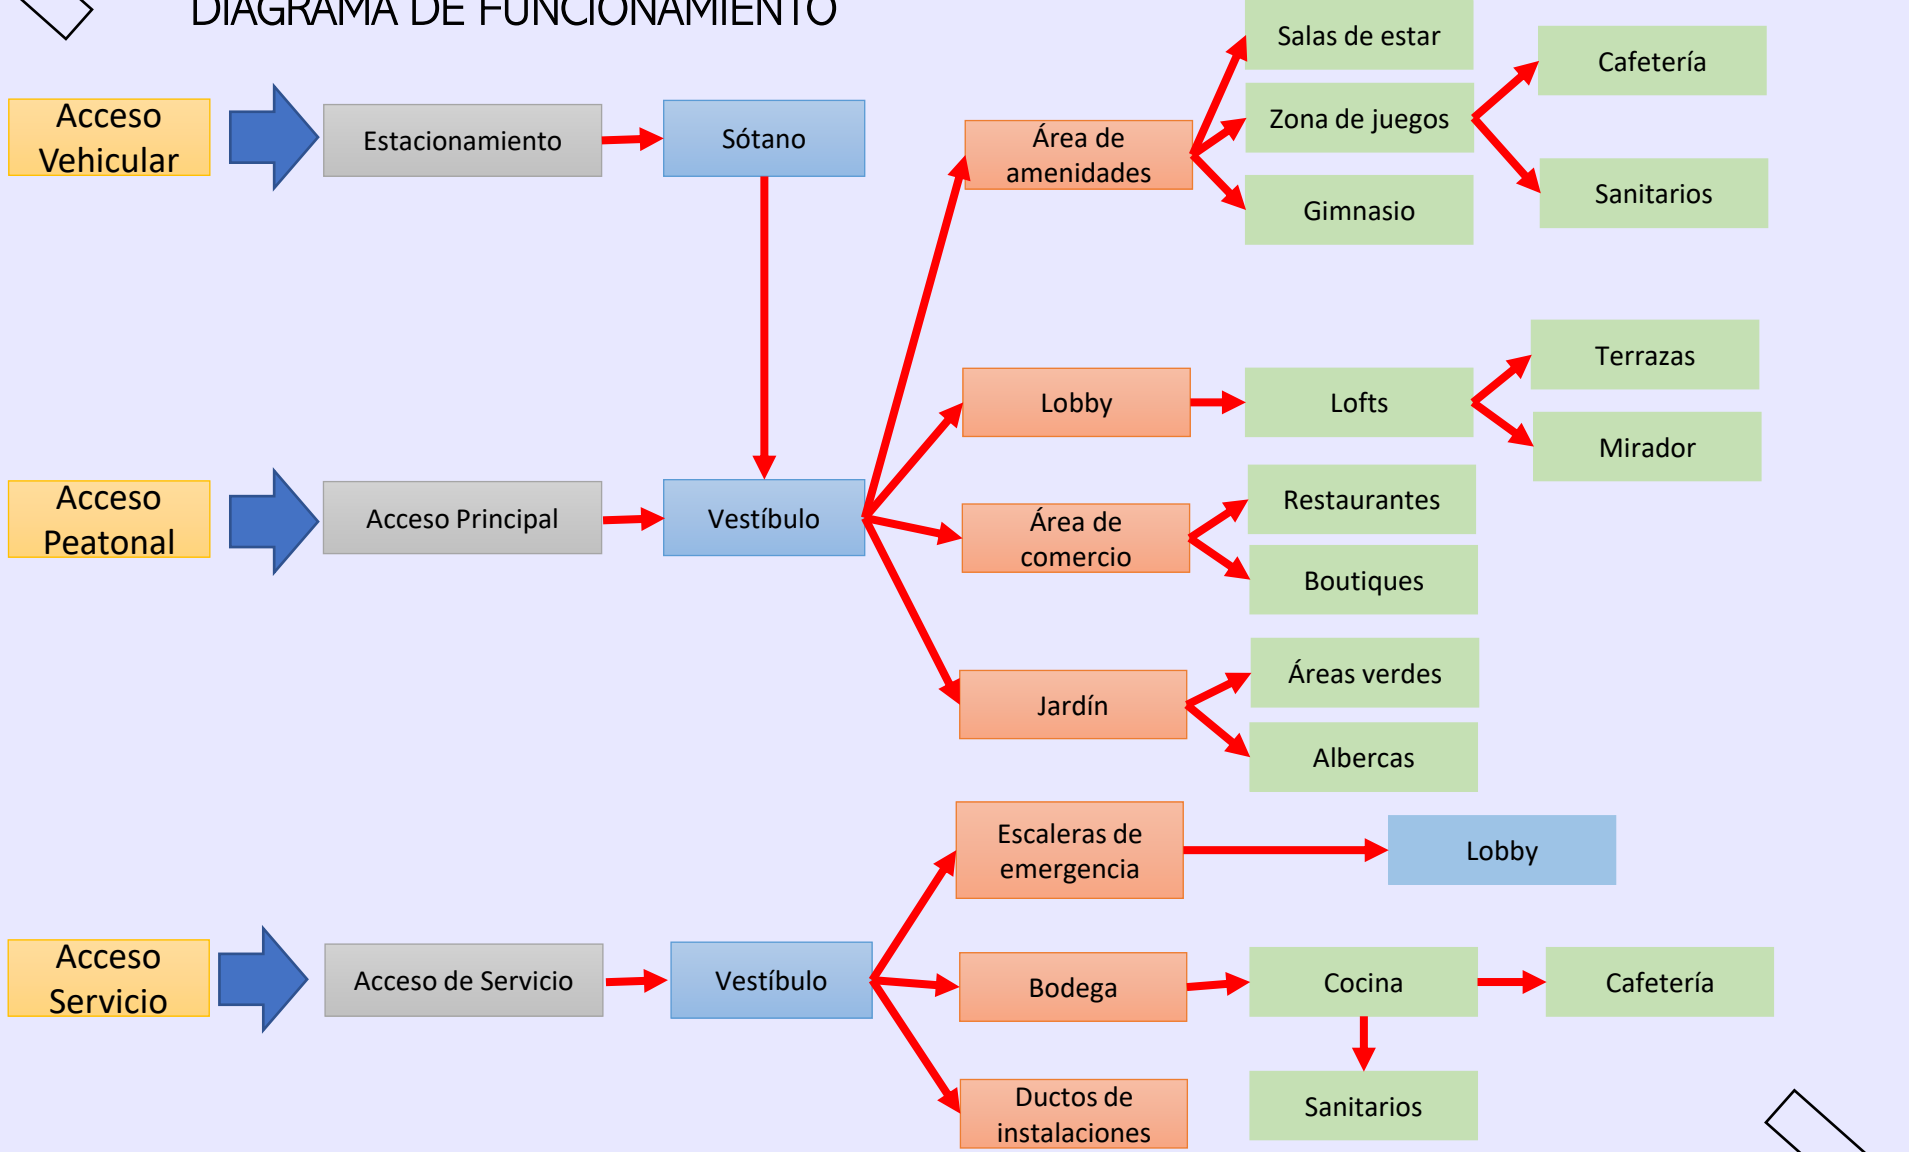 DIAGRAMA DE FUNCIONAMIENTO
Acceso
Vehicular
Estacionamiento
Sótano
Área de
amenidades
Salas de estar
Zona de juegos
Gimnasio
Cafetería
Sanitarios
Acceso
Peatonal
Acceso Principal
Vestíbulo
Lobby
Lofts
Terrazas
Mirador
Área de
comercio
Restaurantes
Boutiques
Jardín
Áreas verdes
Albercas
Acceso
Servicio
Acceso de Servicio
Vestíbulo
Escaleras de
emergencia
Lobby
Bodega
Cocina
Cafetería
Sanitarios
Ductos de
instalaciones